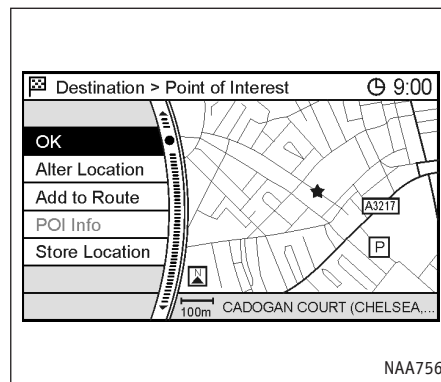 Destination > Point of Interest 9:00
OK
Alter Location
Add to Route
POI Info
Store Location
A3217
P
N
100m CADOGAN COURT (CHELSEA,...
NAA756